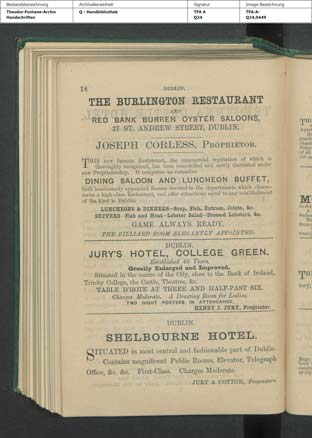 Bestandsbezeichnung
Archivalieneinheit
Signatur
Image-Bezeichnung
Theodor-Fontane-Archiv
Handschriften
Q - Handbibliothek
TFA A
Q24
TFA-A-
Q24,0449
18
DUBLIN.
THE BURLINGTON RESTAURANT
AND
RED BANK BURREN OYSTER SALOONS,
27 ST. ANDREW STREET, DUBLIN.
JOSEPH CORLESS, PROPRIETOR.
THIS now famous Restaurant, the commercial reputation of which is
thoroughly recognised, has been remodelled and newly decorated under
new Proprietorship. It comprises an extensive
DINING SALOON AND LUNCHEON BUFFET,
both handsomely appointed Rooms devoted to the departments which charac-
terise a high-class Restaurant, and offer attractions equal to any establishment
of the kind in Dublin.
LUNCHEONS & DINNERS—Soup, Fish, Entrees, Joints, &c.
SUPPERS—Fish and Meat—Lobster Salad—Dressed Lobsters, &c.
GAME ALWAYS READY.
THE BILLIARD ROOM ELEGANTLY APPOINTED.
DUBLIN.
JURY'S HOTEL, COLLEGE GREEN.
Established 40 Years,
Greatly Enlarged and Improved.
Situated in the centre of the City, close to the Bank of Ireland,
Trinity College, the Castle, Theatres, &c.
TABLE D'HOTE AT THREE AND HALF-PAST SIX.
Charges Moderate. A Drawing Room for Ladies.
TWO NIGHT PORTERS IN ATTENDANCE.
HENRY J. JURY, Proprietor.
DUBLIN.
SHELBOURNE HOTEL.
SITUATED in most central and fashionable part of Dublin.
Contains magnificent Public Rooms, Elevator, Telegraph
Office, &c. &c. First-Class. Charges Moderate.
JURY & COTTON, Proprietors.